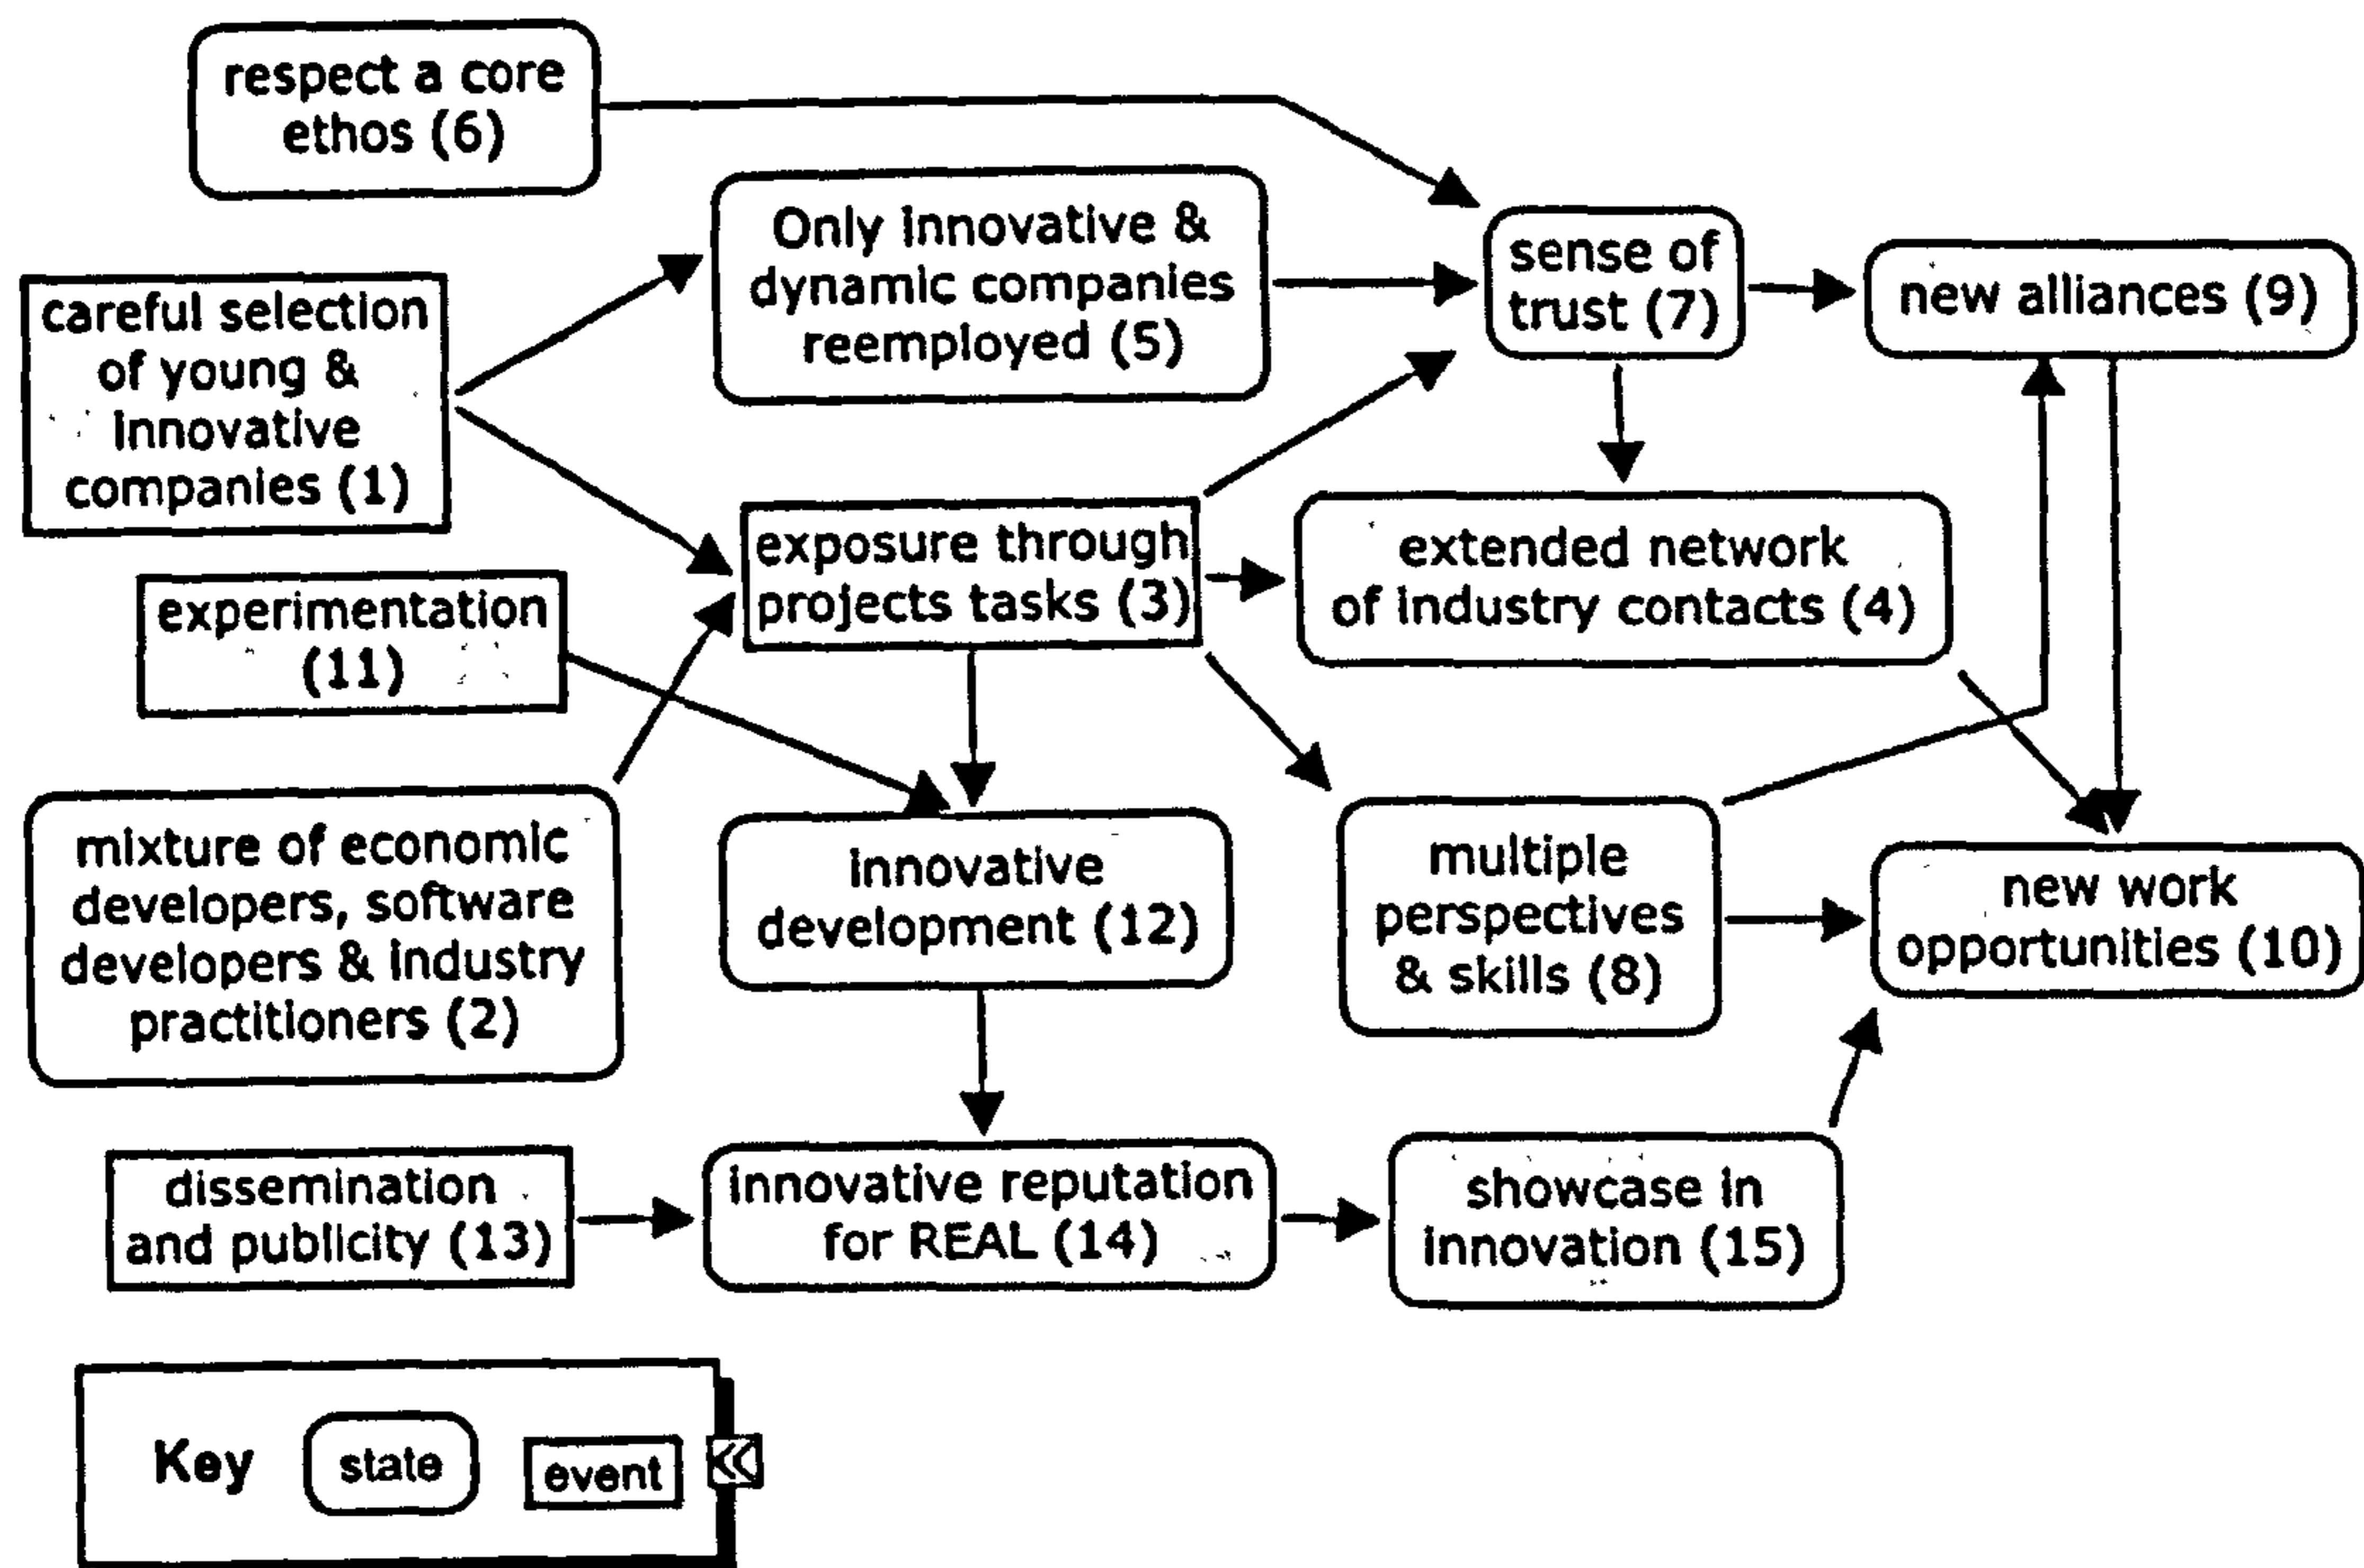 respect a core
ethos (6)
Only innovative &
dynamic companies
reemployed (5)
sense of
trust (7)
new alliances (9)
careful selection
of young &
innovative
companies (1)
exposure through
projects tasks (3)
extended network
of industry contacts (4)
experimentation
(11)
mixture of economic
developers, software
developers & industry
practitioners (2)
innovative
development (12)
multiple
perspectives
& skills (8)
new work
opportunities (10)
dissemination
and publicity (13)
innovative reputation
for REAL (14)
showcase in
innovation (15)
Key
state
event